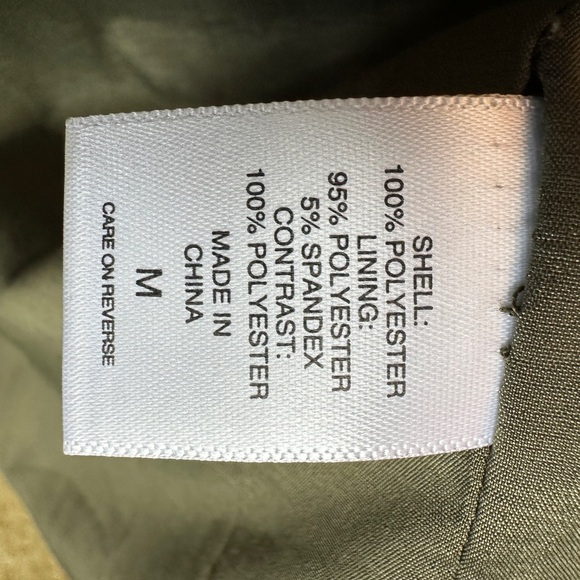 SHELL:
100% POLYESTER
LINING:
95% POLYESTER
5% SPANDEX
CONTRAST:
100% POLYESTER
MADE IN
CHINA
M
CARE ON REVERSE